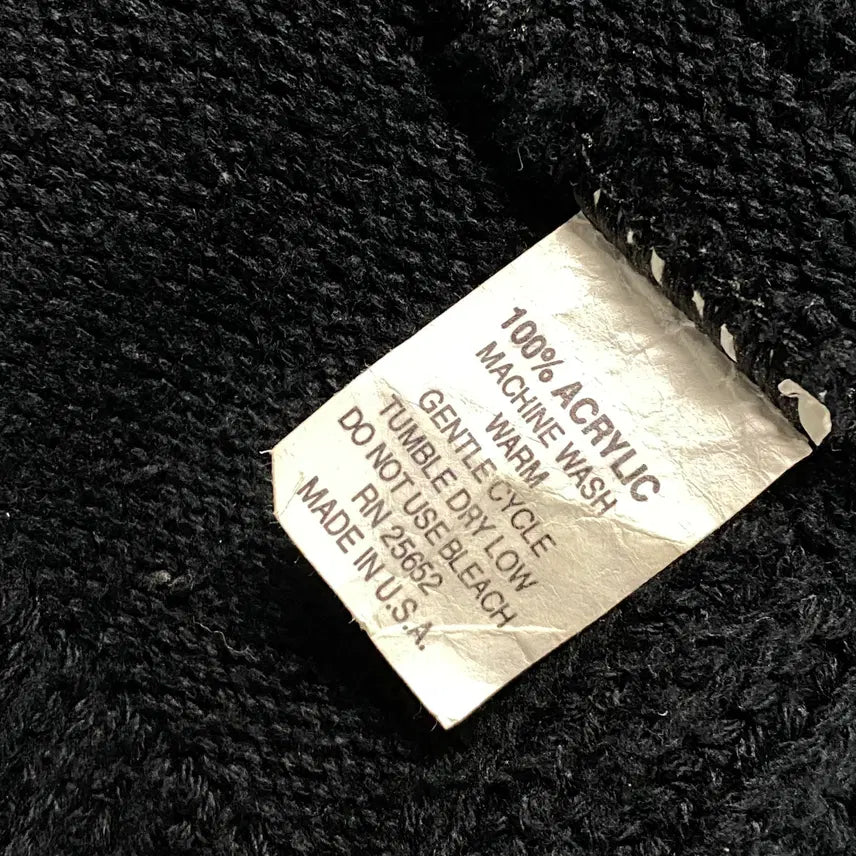 100% ACRYLIC
MACHINE WASH
WARM
GENTLE CYCLE
TUMBLE DRY LOW
DO NOT USE BLEACH
RN 25652
MADE IN U.S.A.